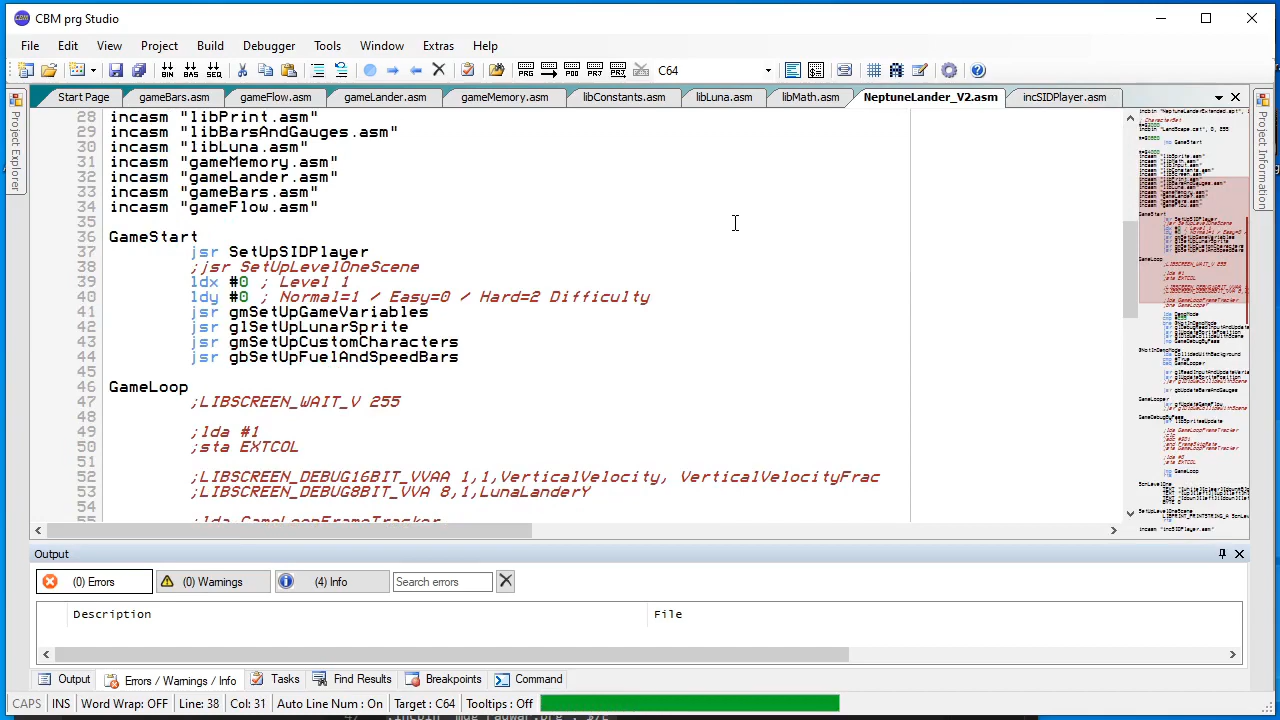 CBM prg Studio
File Edit View Project Build Debugger Tools Window Extras Help
C64
Start Page gameBars.asm gameFlow.asm gameLander.asm gameMemory.asm libConstants.asm libLuna.asm libMath.asm NeptuneLander_V2.asm incSIDPlayer.asm
Project Explorer
Project Information
28 incasm "libPrint.asm"
29 incasm "libBarsAndGauges.asm"
30 incasm "libLuna.asm"
31 incasm "gameMemory.asm"
32 incasm "gameLander.asm"
33 incasm "gameBars.asm"
34 incasm "gameFlow.asm"
35
36 GameStart
37 jsr SetUpSIDPlayer
38 ;jsr SetUpLevelOneScene
39 ldx #0 ; Level 1
40 ldy #0 ; Normal=1 / Easy=0 / Hard=2 Difficulty
41 jsr gmSetUpGameVariables
42 jsr glSetUpLunarSprite
43 jsr gmSetUpCustomCharacters
44 jsr gbSetUpFuelAndSpeedBars
45
46 GameLoop
47 ;LIBSCREEN_WAIT_V 255
48
49 ;lda #1
50 ;sta EXTCOL
51
52 ;LIBSCREEN_DEBUG16BIT_VVAA 1,1,VerticalVelocity, VerticalVelocityFrac
53 ;LIBSCREEN_DEBUG8BIT_VVA 8,1,LunaLanderY
54
55 ;lda GameLoopFrameTracker
Output
(0) Errors (0) Warnings (4) Info Search errors
Description File
Output Errors / Warnings / Info Tasks Find Results Breakpoints Command
CAPS INS Word Wrap: OFF Line: 38 Col: 31 Auto Line Num : On Target : C64 Tooltips : Off